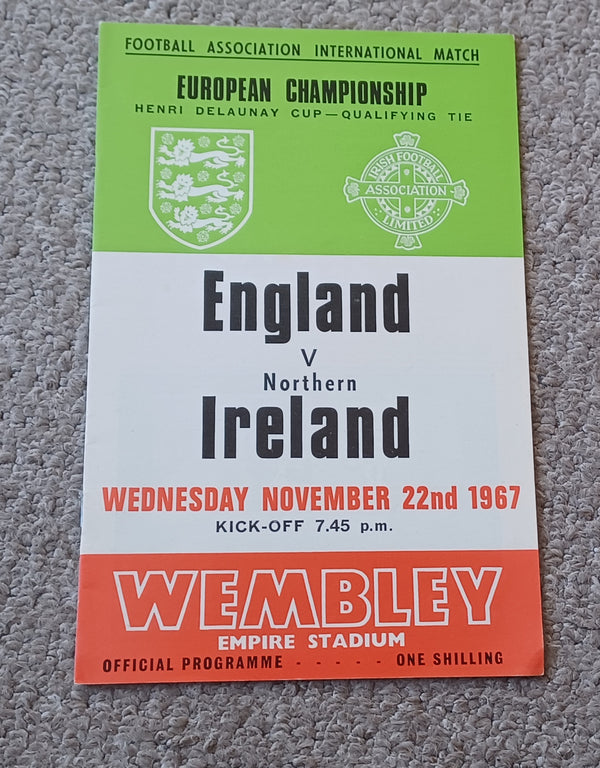 FOOTBALL ASSOCIATION INTERNATIONAL MATCH
EUROPEAN CHAMPIONSHIP
HENRI DELAUNAY CUP—QUALIFYING TIE
IRISH FOOTBALL
ASSOCIATION
LIMITED
England
V
Northern
Ireland
WEDNESDAY NOVEMBER 22nd 1967
KICK-OFF 7.45 p.m.
WEMBLEY
EMPIRE STADIUM
OFFICIAL PROGRAMME - - - - - ONE SHILLING